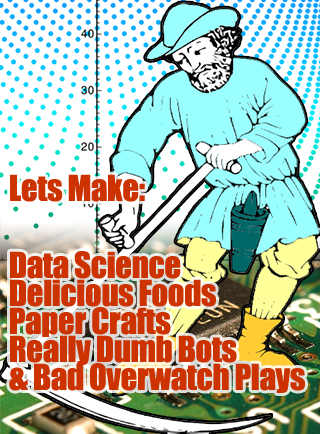 40
30
20
Lets Make:
Data Science
Delicious Foods
Paper Crafts
Really Dumb Bots
& Bad Overwatch Plays